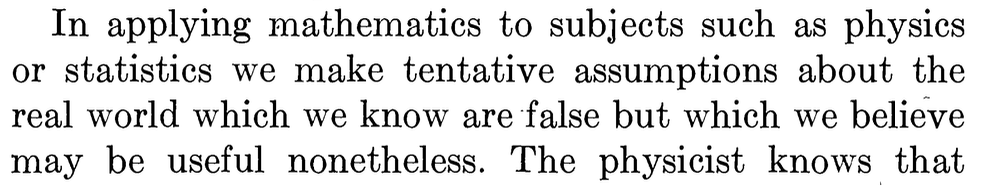 In applying mathematics to subjects such as physics
or statistics we make tentative assumptions about the
real world which we know are false but which we believe
may be useful nonetheless. The physicist knows that